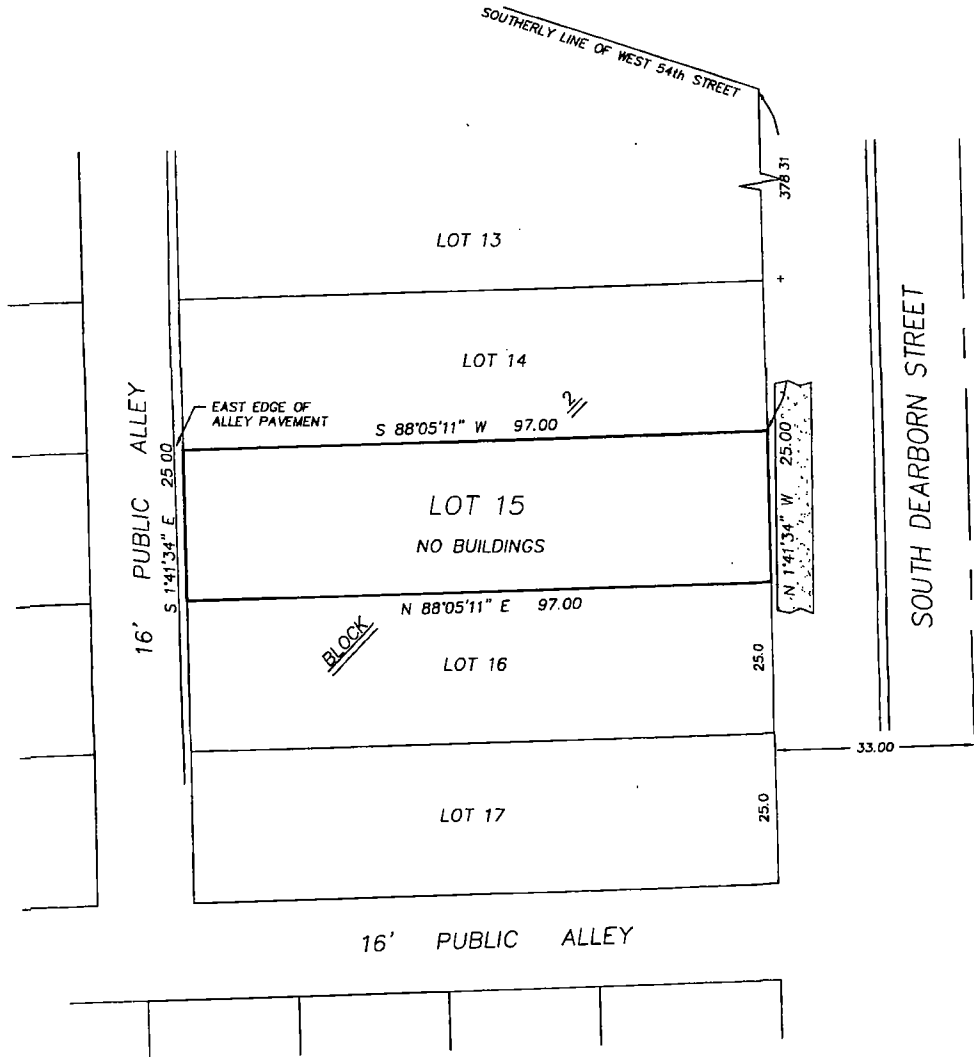 SOUTHERLY LINE OF WEST 54th STREET
378 31
LOT 13
LOT 14
EAST EDGE OF
ALLEY PAVEMENT
2
S 88°05'11" W 97.00
16' PUBLIC ALLEY
S 1°41'34" E 25 00
LOT 15
NO BUILDINGS
N 1°41'34" W 25.00
SOUTH DEARBORN STREET
N 88°05'11" E 97.00
BLOCK
LOT 16
25.0
33.00
LOT 17
25.0
16' PUBLIC ALLEY